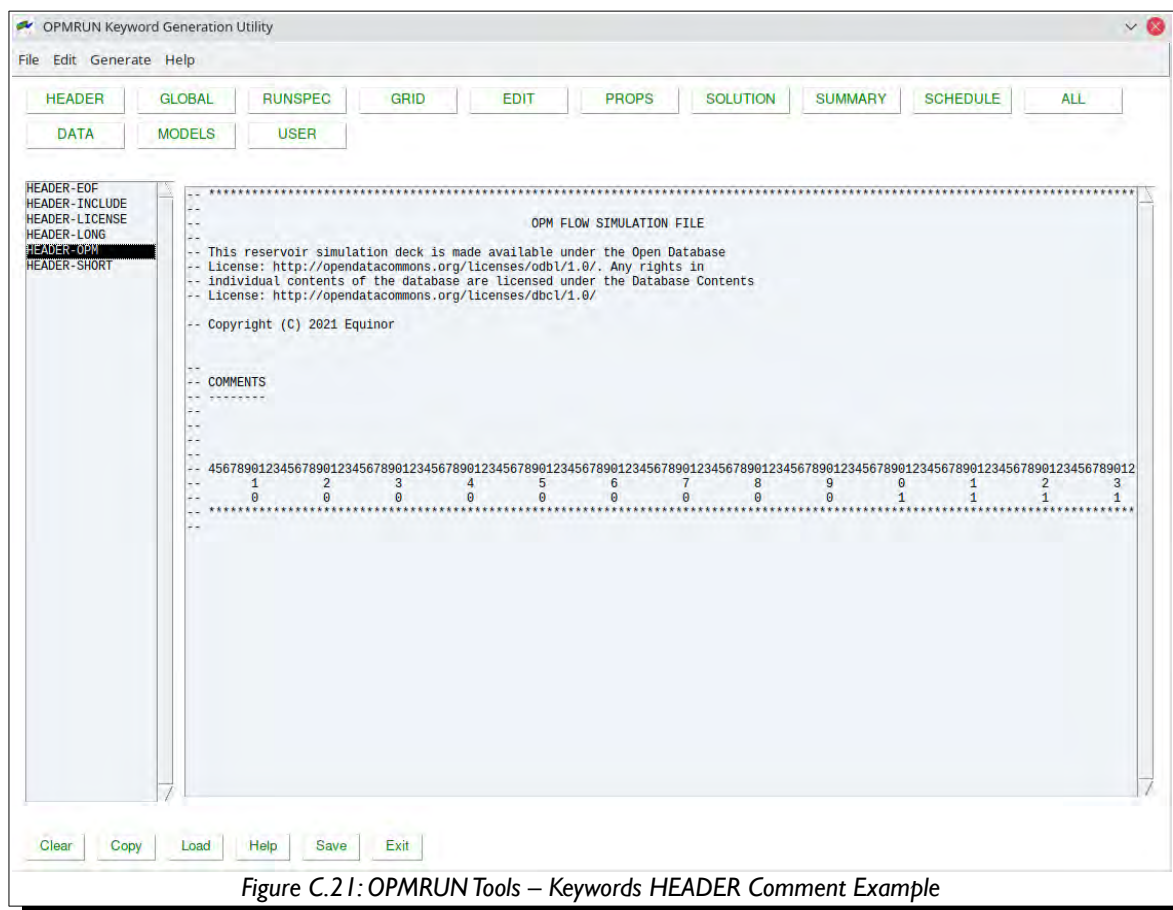 OPMRUN Keyword Generation Utility
File Edit Generate Help
HEADER GLOBAL RUNSPEC GRID EDIT PROPS SOLUTION SUMMARY SCHEDULE ALL
DATA MODELS USER
HEADER-EOF
HEADER-INCLUDE
HEADER-LICENSE
HEADER-LONG
HEADER-OPM
HEADER-SHORT
-- *********************************************************************************************************************************
--
-- OPM FLOW SIMULATION FILE
--
-- This reservoir simulation deck is made available under the Open Database
-- License: http://opendatacommons.org/licenses/odbl/1.0/. Any rights in
-- individual contents of the database are licensed under the Database Contents
-- License: http://opendatacommons.org/licenses/dbcl/1.0/
-- Copyright (C) 2021 Equinor
--
-- COMMENTS
-- --------
--
--
--
--
-- 456789012345678901234567890123456789012345678901234567890123456789012345678901234567890123456789012345678901234567890123456789012
-- 1 2 3 4 5 6 7 8 9 0 1 2 3
-- 0 0 0 0 0 0 0 0 0 1 1 1 1
-- *********************************************************************************************************************************
--
Clear Copy Load Help Save Exit
Figure C.21: OPMRUN Tools – Keywords HEADER Comment Example